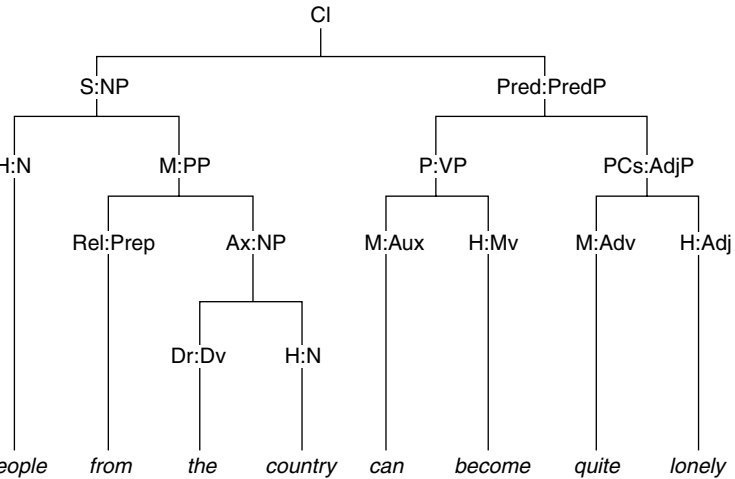 Cl
S:NP Pred:PredP
H:N M:PP P:VP PCs:AdjP
Rel:Prep Ax:NP M:Aux H:Mv M:Adv H:Adj
Dr:Dv H:N
eople from the country can become quite lonely